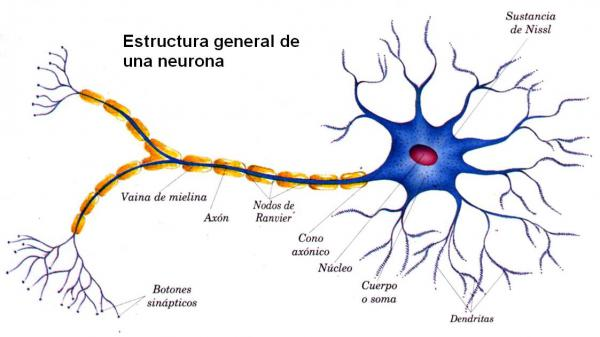 Estructura general de
una neurona
Sustancia
de Nissl
Vaina de mielina
Axón
Nodos de
Ranvier
Cono
axónico
Núcleo
Cuerpo
o soma
Dendritas
Botones
sinápticos